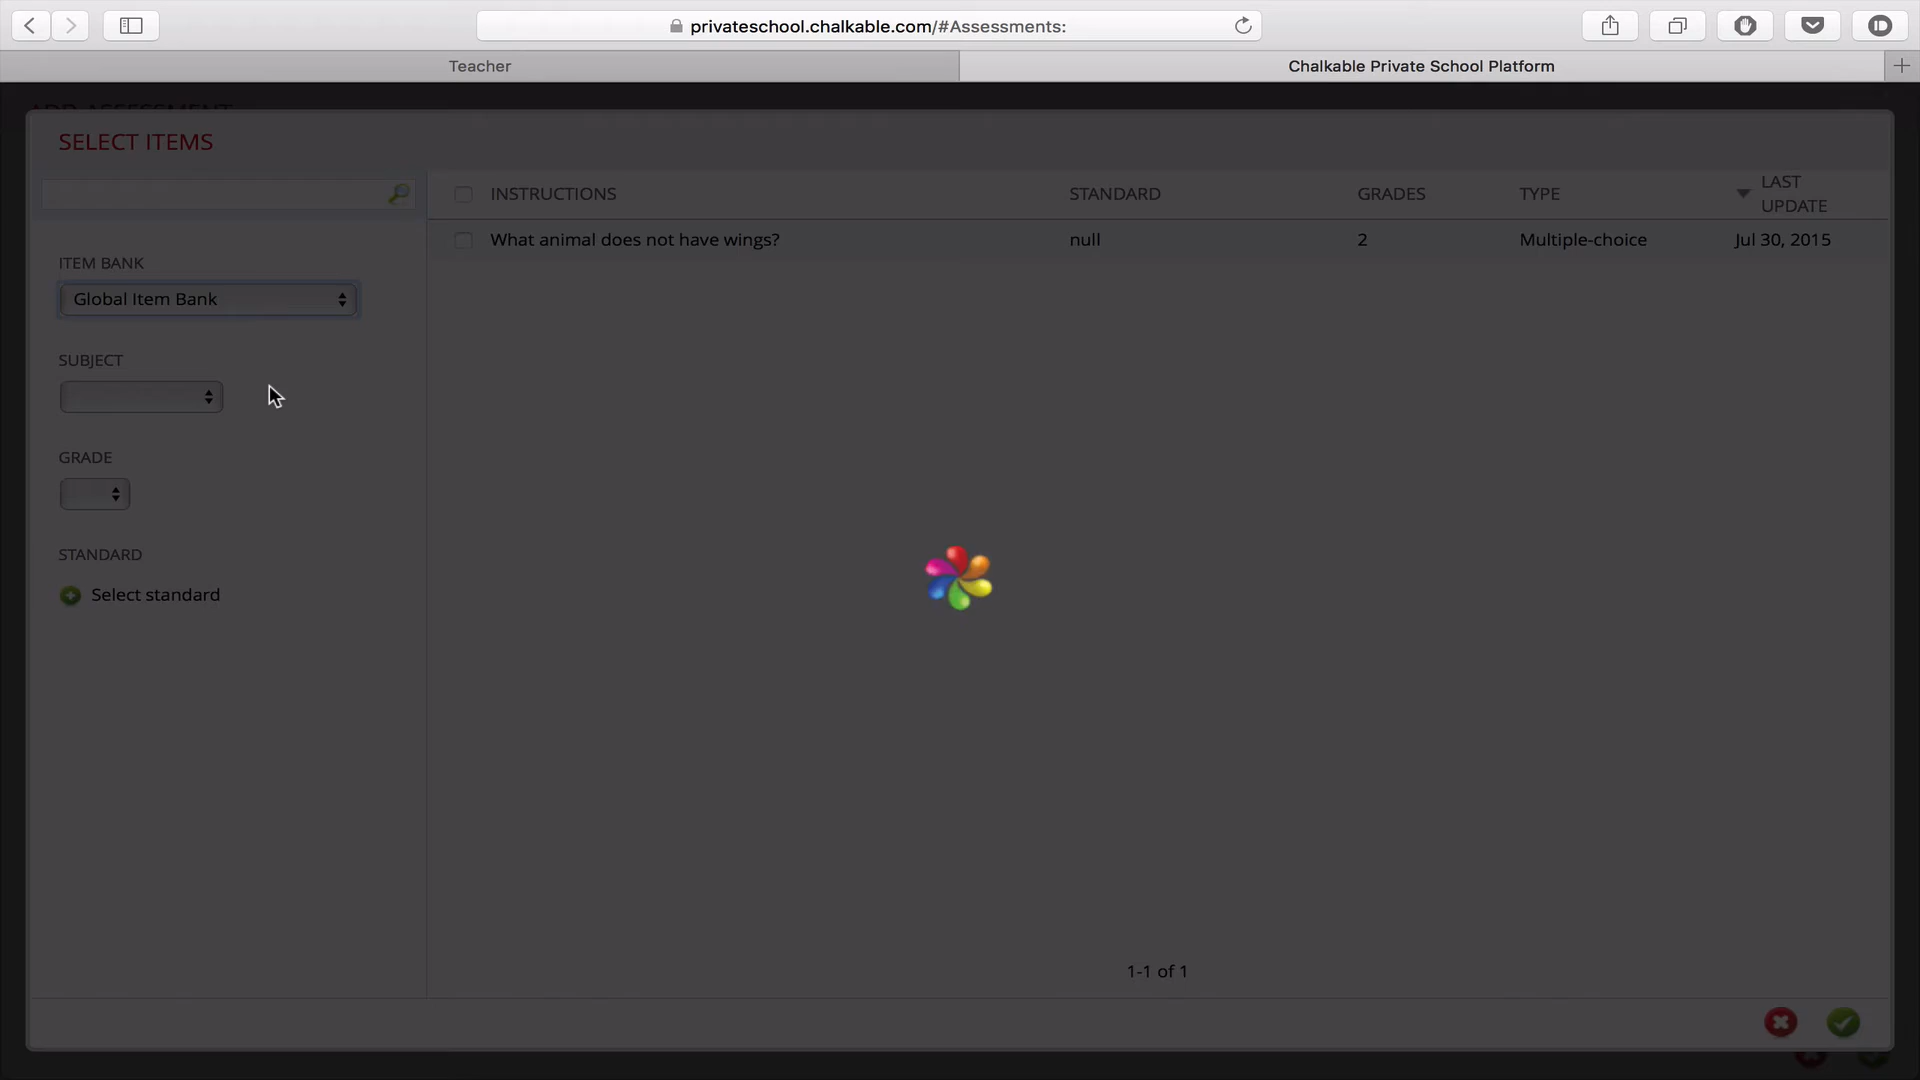 privateschool.chalkable.com/#Assessments:
Teacher
Chalkable Private School Platform
ADD ASSESSMENT
SELECT ITEMS
INSTRUCTIONS
STANDARD
GRADES
TYPE
LAST
UPDATE
What animal does not have wings?
null
2
Multiple-choice
Jul 30, 2015
ITEM BANK
Global Item Bank
SUBJECT
GRADE
STANDARD
Select standard
1-1 of 1